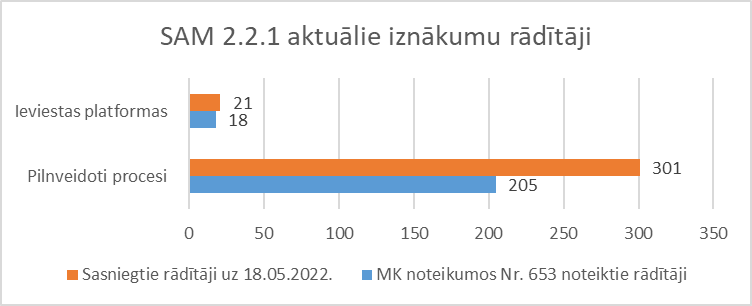 SAM 2.2.1 aktuālie iznākumu rādītāji
Ieviestas platformas
21
18
Pilnveidoti procesi
301
205
0 50 100 150 200 250 300 350
Sasniegtie rādītāji uz 18.05.2022. MK noteikumos Nr. 653 noteiktie rādītāji